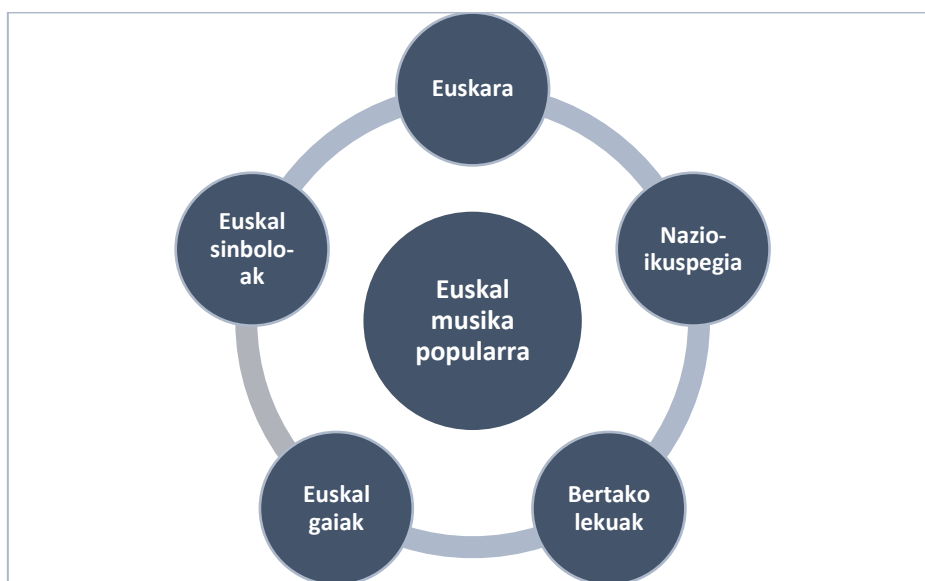 Euskara
Euskal
sinbolo-
ak
Nazio-
ikuspegia
Euskal
musika
popularra
Euskal
gaiak
Bertako
lekuak